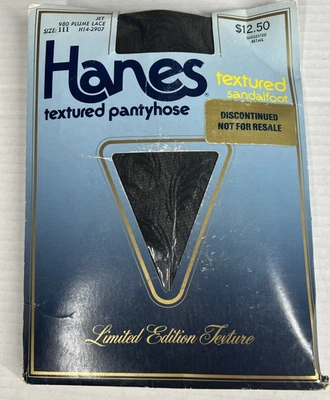 JET
980 PLUME LACE
SIZE: III H14-2907
$12.50
SUGGESTED
RETAIL
Hanes
textured pantyhose
textured
sandalfoot
DISCONTINUED
NOT FOR RESALE
Limited Edition Texture